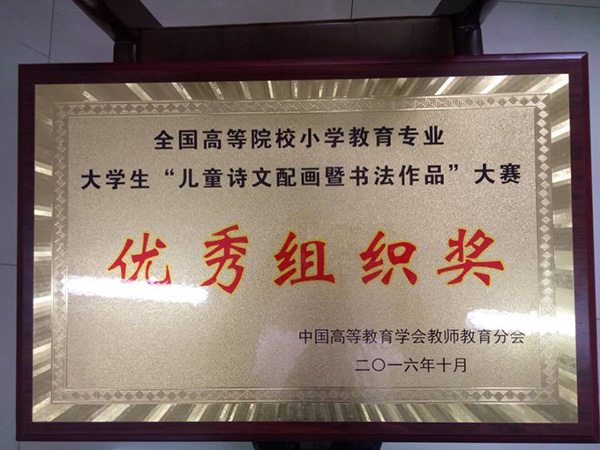 全国高等院校小学教育专业
大学生“儿童诗文配画暨书法作品”大赛
优秀组织奖
中国高等教育学会教师教育分会
二〇一六年十月